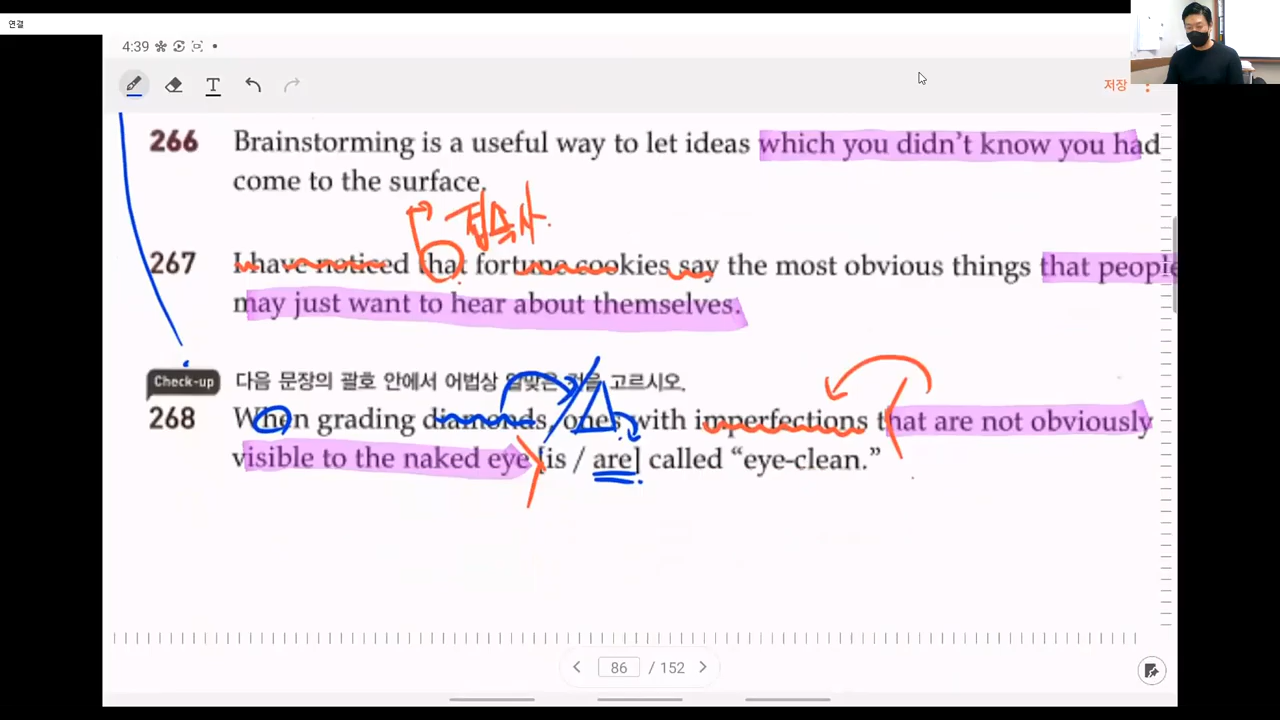 연결
4:39
T
저장
266 Brainstorming is a useful way to let ideas which you didn't know you had
come to the surface.
접속사
267 I have noticed that fortune cookies say the most obvious things that people
may just want to hear about themselves.
Check-up 다음 문장의 괄호 안에서 어법상 알맞은 것을 고르시오.
268 When grading diamonds, ones with imperfections that are not obviously
visible to the naked eye [is / are] called “eye-clean.”
86 / 152